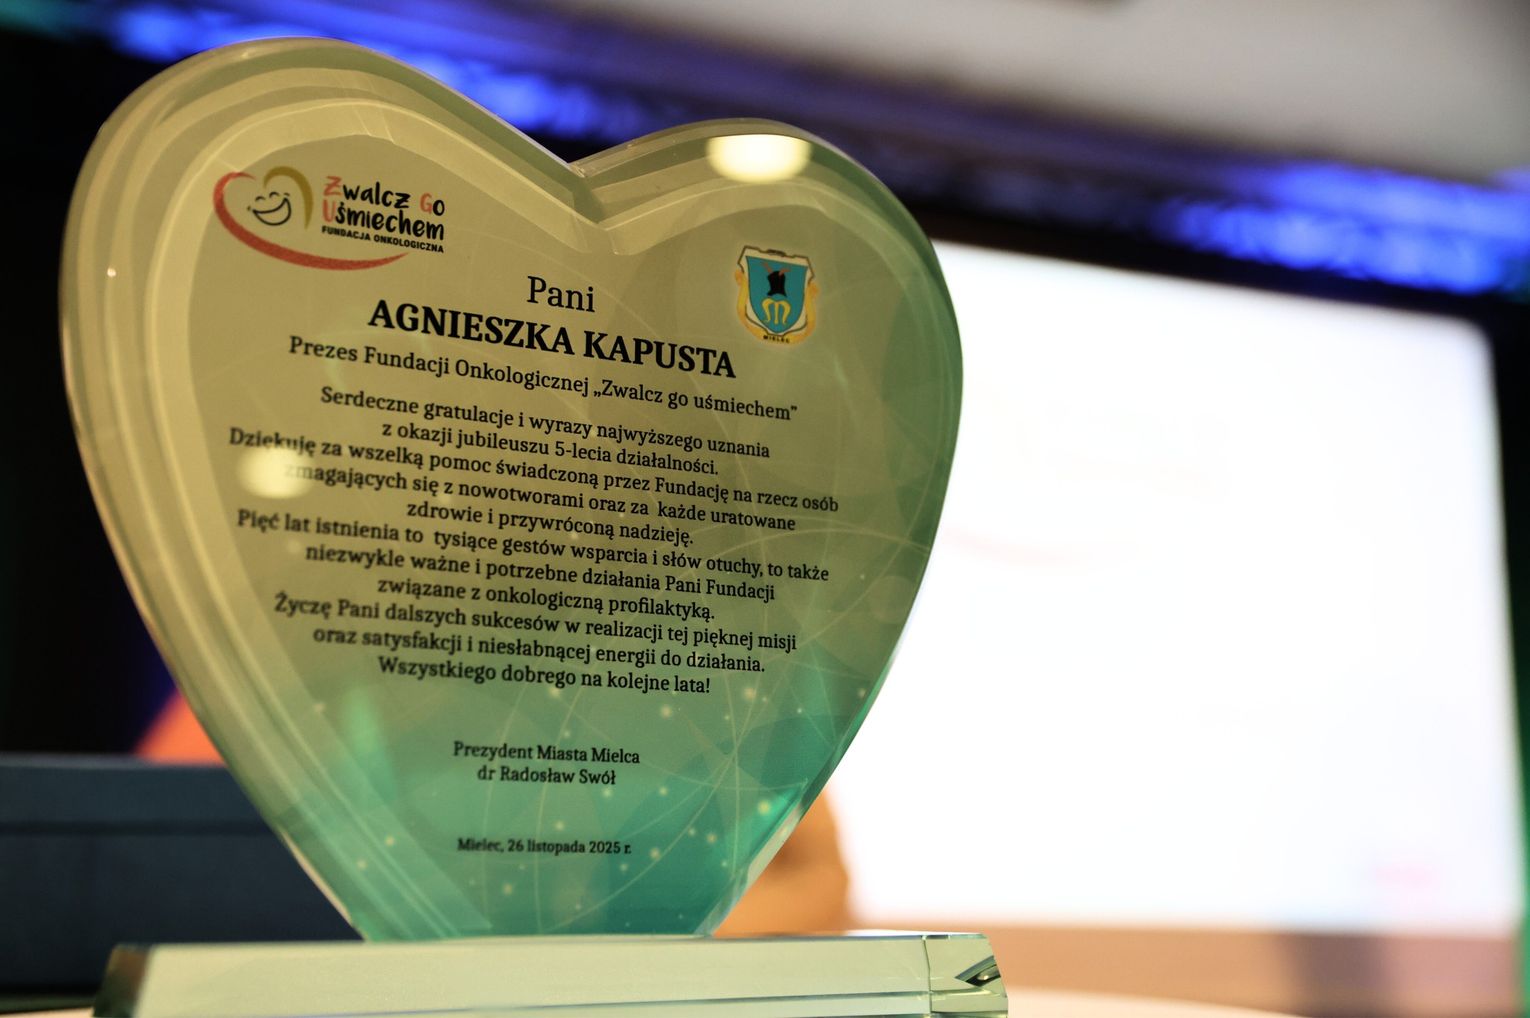 Zwalcz Go
Uśmiechem
FUNDACJA ONKOLOGICZNA
MIELEC
Pani
AGNIESZKA KAPUSTA
Prezes Fundacji Onkologicznej „Zwalcz go uśmiechem”
Serdeczne gratulacje i wyrazy najwyższego uznania
z okazji jubileuszu 5-lecia działalności.
Dziękuję za wszelką pomoc świadczoną przez Fundację na rzecz osób
zmagających się z nowotworami oraz za każde uratowane
zdrowie i przywróconą nadzieję.
Pięć lat istnienia to tysiące gestów wsparcia i słów otuchy, to także
niezwykle ważne i potrzebne działania Pani Fundacji
związane z onkologiczną profilaktyką.
Życzę Pani dalszych sukcesów w realizacji tej pięknej misji
oraz satysfakcji i niesłabnącej energii do działania.
Wszystkiego dobrego na kolejne lata!
Prezydent Miasta Mielca
dr Radosław Swół
Mielec, 26 listopada 2025 r.